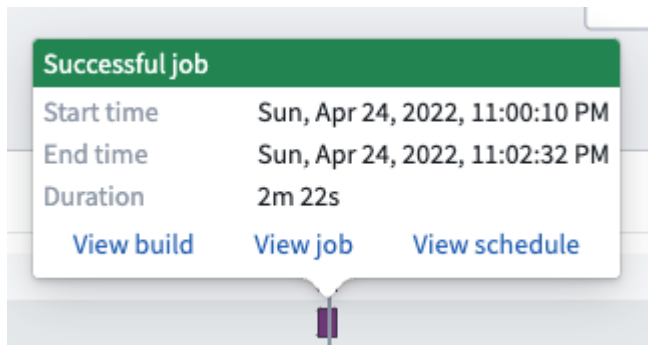 Successful job
Start time Sun, Apr 24, 2022, 11:00:10 PM
End time Sun, Apr 24, 2022, 11:02:32 PM
Duration 2m 22s
View build View job View schedule